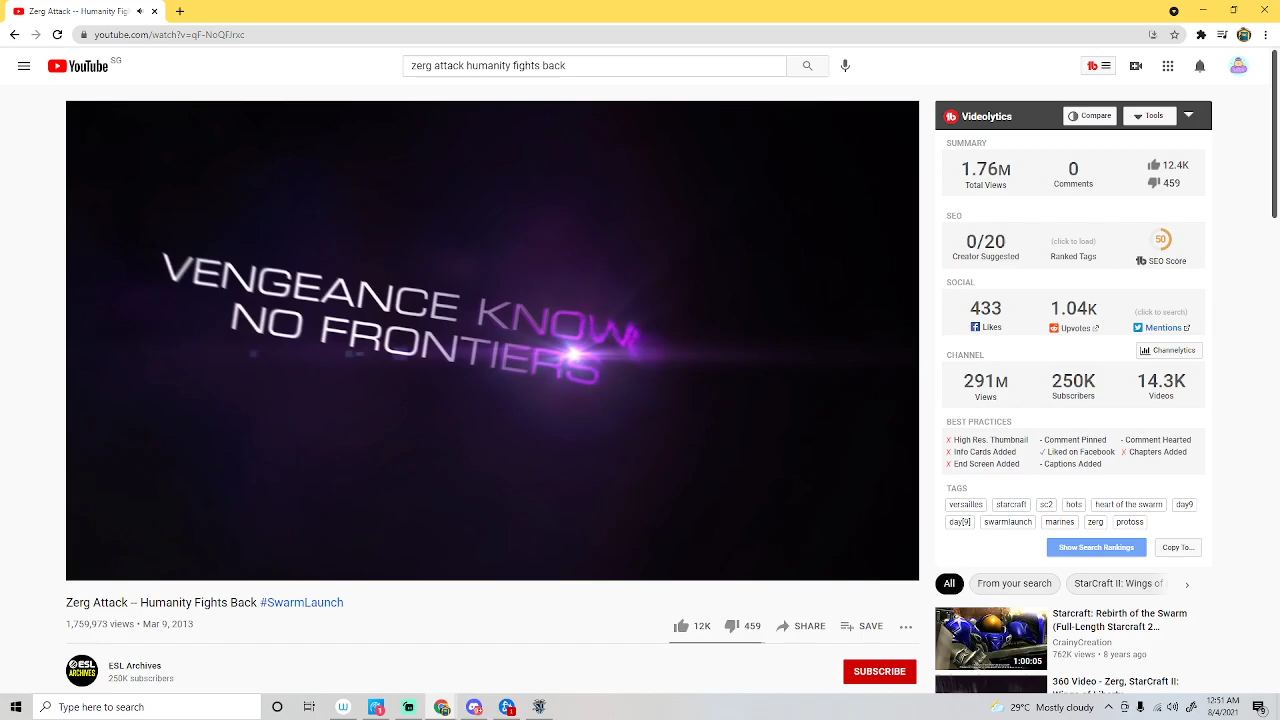 Zerg Attack -- Humanity Fig
youtube.com/watch?v=qF-NoQFJrxc
YouTube SG
zerg attack humanity fights back
VENGEANCE KNOWS
NO FRONTIERS
Videolytics
Compare
Tools
SUMMARY
1.76M
Total Views
0
Comments
12.4K
459
SEO
0/20
Creator Suggested
(click to load)
Ranked Tags
50
SEO Score
SOCIAL
433
Likes
1.04K
Upvotes
(click to search)
Mentions
CHANNEL
Channelytics
291M
Views
250K
Subscribers
14.3K
Videos
BEST PRACTICES
X High Res. Thumbnail - Comment Pinned - Comment Hearted
X Info Cards Added ✓ Liked on Facebook X Chapters Added
X End Screen Added - Captions Added
TAGS
versailles starcraft sc2 hots heart of the swarm day9
day[9] swarmlaunch marines zerg protoss
Show Search Rankings Copy To...
All From your search StarCraft II: Wings of
Zerg Attack -- Humanity Fights Back #SwarmLaunch
1,759,973 views • Mar 9, 2013
12K 459 SHARE SAVE
ESL ARCHIVES
ESL Archives
250K subscribers
SUBSCRIBE
Starcraft: Rebirth of the Swarm
(Full-Length Starcraft 2...
CrainyCreation
762K views • 8 years ago
1:00:05
360 Video - Zerg, StarCraft II:
Wings of Liberty
Type here to search
29°C Mostly cloudy
12:51 AM
8/4/2021